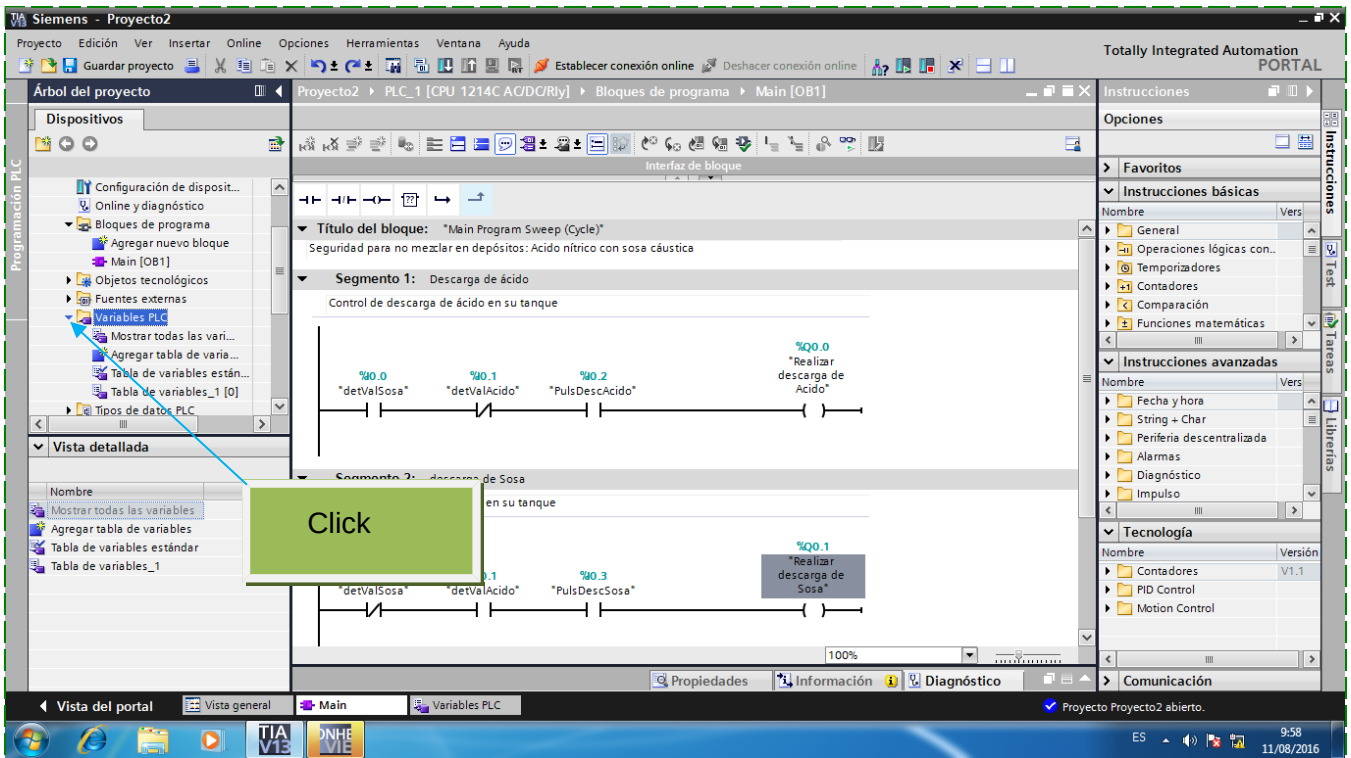 Siemens - Proyecto2
Proyecto Edición Ver Insertar Online Opciones Herramientas Ventana Ayuda
Totally Integrated Automation
PORTAL
Guardar proyecto
Establecer conexión online
Deshacer conexión online
Árbol del proyecto
Proyecto2 PLC_1 [CPU 1214C AC/DC/Rly] Bloques de programa Main [OB1]
Instrucciones
Dispositivos
Opciones
Programación PLC
Configuración de disposit...
Online y diagnóstico
Bloques de programa
Agregar nuevo bloque
Main [OB1]
Objetos tecnológicos
Fuentes externas
Variables PLC
Mostrar todas las vari...
Agregar tabla de varia...
Tabla de variables están...
Tabla de variables_1 [0]
Tipos de datos PLC
Vista detallada
Nombre
Mostrar todas las variables
Agregar tabla de variables
Tabla de variables estándar
Tabla de variables_1
Interfaz de bloque
Título del bloque: "Main Program Sweep (Cycle)"
Seguridad para no mezclar en depósitos: Acido nítrico con sosa cáustica
Segmento 1: Descarga de ácido
Control de descarga de ácido en su tanque
%I0.0
"detValSosa"
%I0.1
"detValAcido"
%I0.2
"PulsDescAcido"
%Q0.0
"Realizar
descarga de
Acido"
Segmento 2: descarga de Sosa
en su tanque
Click
"detValSosa"
0.1
"detValAcido"
%I0.3
"PulsDescSosa"
%Q0.1
"Realizar
descarga de
Sosa"
100%
Propiedades
Información
Diagnóstico
Favoritos
Instrucciones básicas
Nombre Vers
General
Operaciones lógicas con..
Temporizadores
Contadores
Comparación
Funciones matemáticas
Instrucciones avanzadas
Nombre Vers
Fecha y hora
String + Char
Periferia descentralizada
Alarmas
Diagnóstico
Impulso
Tecnología
Nombre Versión
Contadores V1.1
PID Control
Motion Control
Comunicación
Instrucciones
Test
Tareas
Librerías
Vista del portal
Vista general
Main
Variables PLC
Proyecto Proyecto2 abierto.
TIA
V13
ES
9:58
11/08/2016